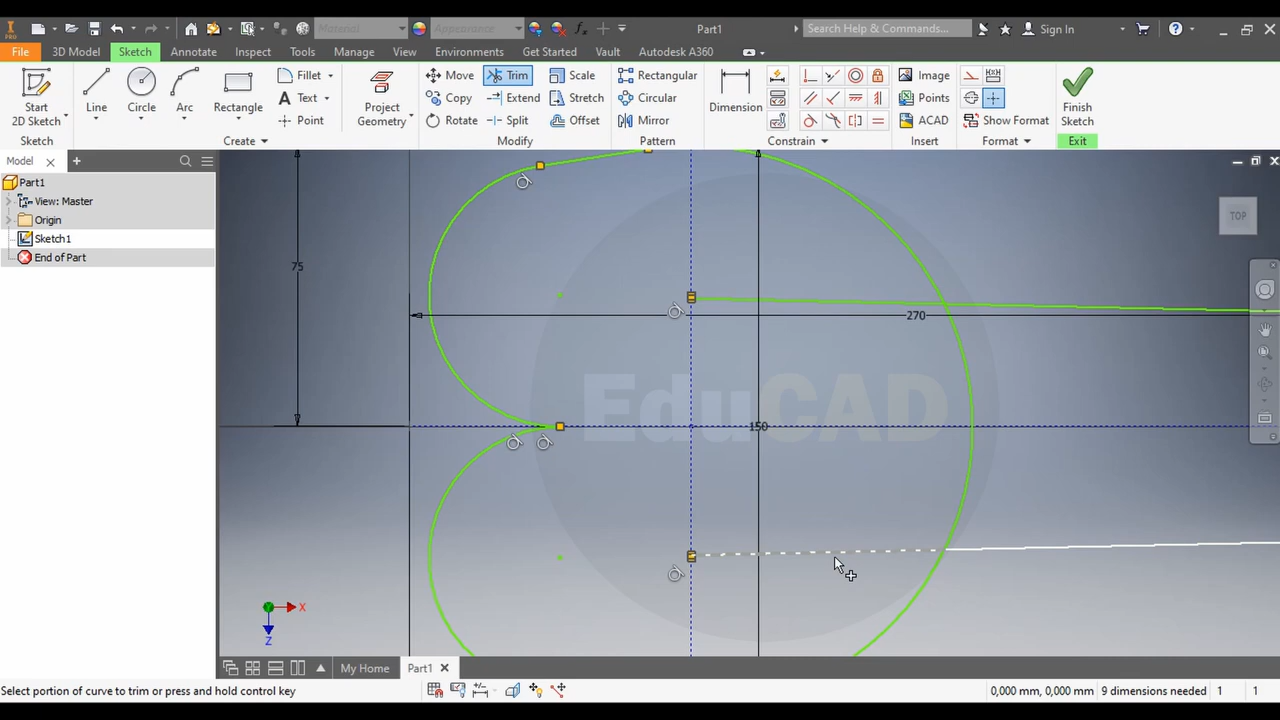 PRO
Material
Appearance
Part1
Search Help & Commands...
Sign In
File
3D Model
Sketch
Annotate
Inspect
Tools
Manage
View
Environments
Get Started
Vault
Autodesk A360
Start
2D Sketch
Line
Circle
Arc
Rectangle
Fillet
Text
Point
Project
Geometry
Move
Copy
Rotate
Trim
Extend
Split
Scale
Stretch
Offset
Rectangular
Circular
Mirror
Dimension
Image
Points
ACAD
Show Format
Finish
Sketch
Sketch
Create
Modify
Pattern
Constrain
Insert
Format
Exit
Model
Part1
View: Master
Origin
Sketch1
End of Part
TOP
75
270
EduCAD
150
X
Z
My Home
Part1
Select portion of curve to trim or press and hold control key
0,000 mm, 0,000 mm
9 dimensions needed
1
1